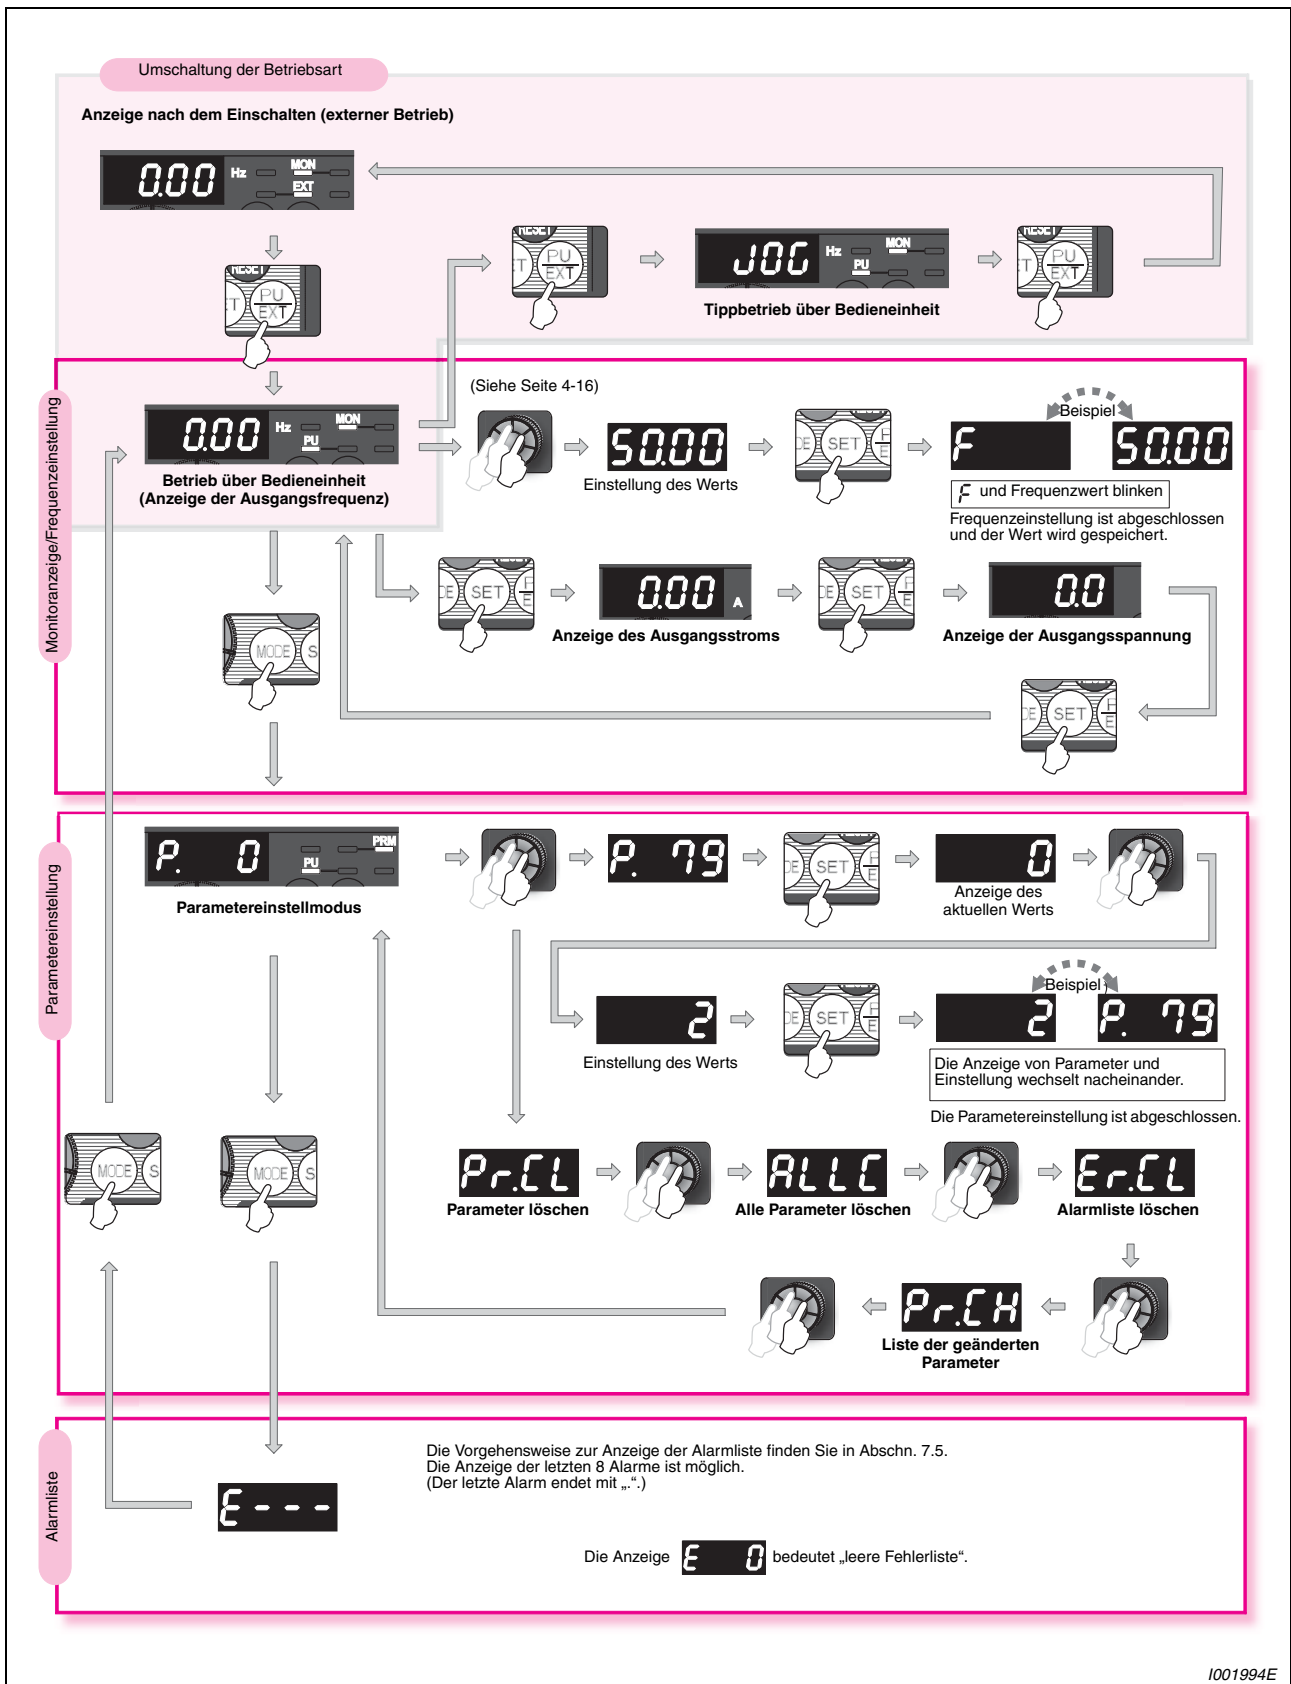 Umschaltung der Betriebsart
Anzeige nach dem Einschalten (externer Betrieb)
0.00 Hz MON EXT
RESET PU EXT
RESET PU EXT
JOG Hz MON PU
RESET PU EXT
Tippbetrieb über Bedieneinheit
Monitoranzeige/Frequenzeinstellung
0.00 Hz MON PU
Betrieb über Bedieneinheit
(Anzeige der Ausgangsfrequenz)
(Siehe Seite 4-16)
50.00
Einstellung des Werts
SET
Beispiel
F 50.00
F und Frequenzwert blinken
Frequenzeinstellung ist abgeschlossen
und der Wert wird gespeichert.
SET
0.00 A
Anzeige des Ausgangsstroms
SET
0.0
Anzeige der Ausgangsspannung
MODE S
SET
Parametereinstellung
P. 0 PU PRM
Parametereinstellmodus
P. 79
SET
0
Anzeige des
aktuellen Werts
2
Einstellung des Werts
SET
Beispiel
2 P. 79
Die Anzeige von Parameter und
Einstellung wechselt nacheinander.
Die Parametereinstellung ist abgeschlossen.
MODE S
MODE S
Pr.CL
Parameter löschen
ALLC
Alle Parameter löschen
Er.CL
Alarmliste löschen
Pr.CH
Liste der geänderten
Parameter
Alarmliste
E---
Die Vorgehensweise zur Anzeige der Alarmliste finden Sie in Abschn. 7.5.
Die Anzeige der letzten 8 Alarme ist möglich.
(Der letzte Alarm endet mit „.“.)
Die Anzeige E 0 bedeutet „leere Fehlerliste“.
I001994E